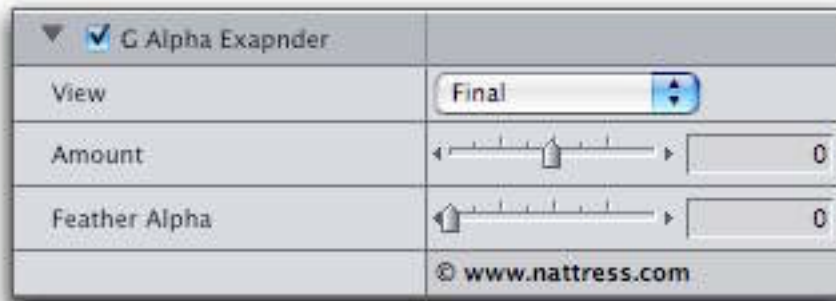 G Alpha Exapnder
View Final
Amount 0
Feather Alpha 0
© www.nattress.com